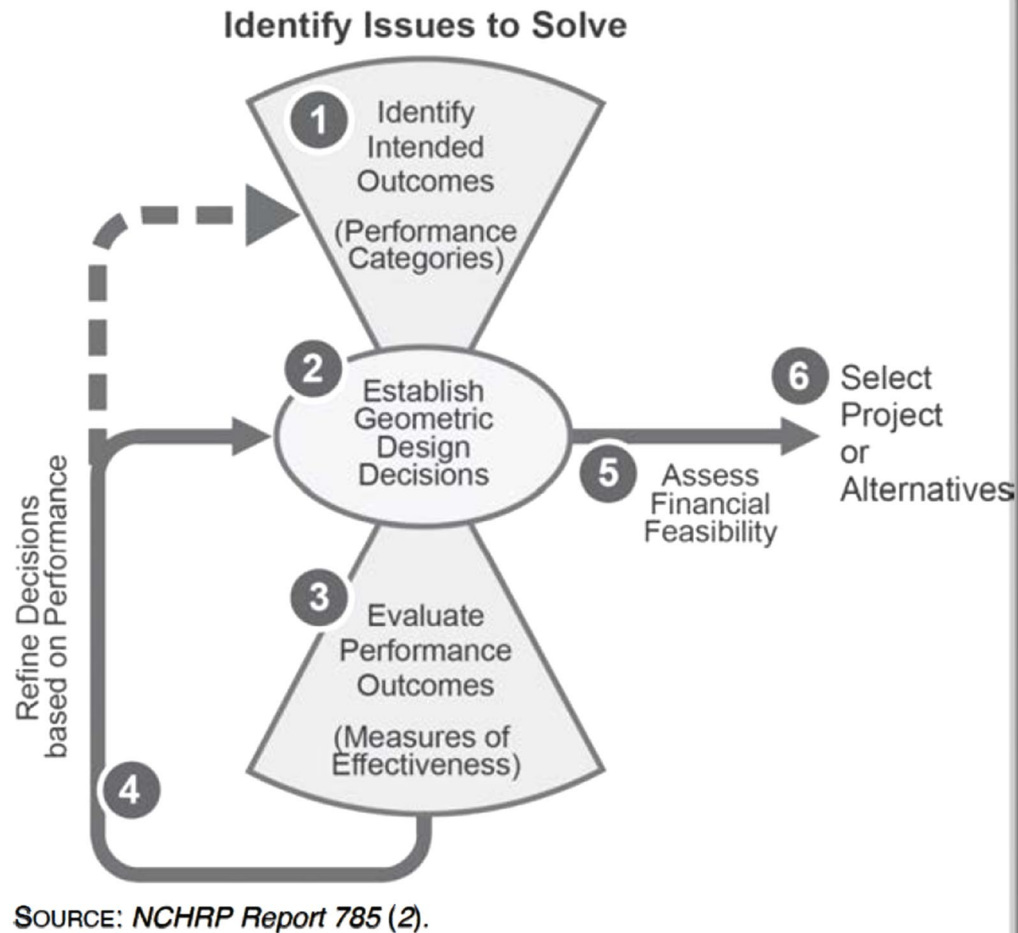 Identify Issues to Solve
1
Identify
Intended
Outcomes
(Performance
Categories)
2
Establish
Geometric
Design
Decisions
3
Evaluate
Performance
Outcomes
(Measures of
Effectiveness)
4
Refine Decisions
based on Performance
5
Assess
Financial
Feasibility
6
Select
Project
or
Alternatives
SOURCE: NCHRP Report 785 (2).